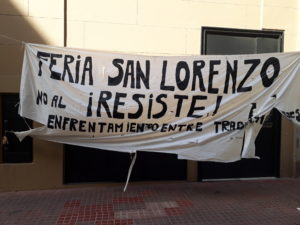 FERIA SAN LORENZO
NO AL ¡RESISTE!
ENFRENTAMIENTO ENTRE